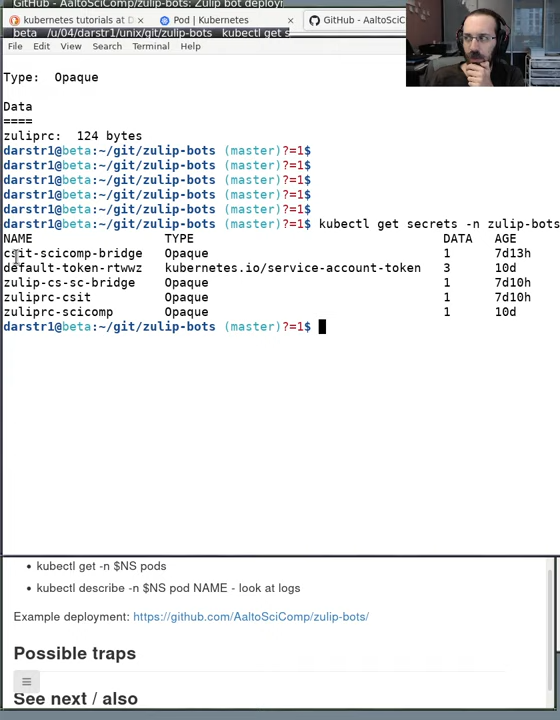 - AaltoSciComp/zulip-bots: Zulip bot deployr
kubernetes tutorials at D
Pod | Kubernetes
GitHub - AaltoSciC
beta /u/04/darstr1/unix/git/zulip-bots kubectl get s
File Edit View Search Terminal Help
Type: Opaque
Data
====
zuliprc: 124 bytes
darstr1@beta:~/git/zulip-bots (master)?=1$
darstr1@beta:~/git/zulip-bots (master)?=1$
darstr1@beta:~/git/zulip-bots (master)?=1$
darstr1@beta:~/git/zulip-bots (master)?=1$
darstr1@beta:~/git/zulip-bots (master)?=1$
darstr1@beta:~/git/zulip-bots (master)?=1$ kubectl get secrets -n zulip-bots
NAME TYPE DATA AGE
csit-scicomp-bridge Opaque 1 7d13h
default-token-rtwwz kubernetes.io/service-account-token 3 10d
zulip-cs-sc-bridge Opaque 1 7d10h
zuliprc-csit Opaque 1 7d10h
zuliprc-scicomp Opaque 1 10d
darstr1@beta:~/git/zulip-bots (master)?=1$
• kubectl get -n $NS pods
• kubectl describe -n $NS pod NAME - look at logs
Example deployment: https://github.com/AaltoSciComp/zulip-bots/
Possible traps
See next / also